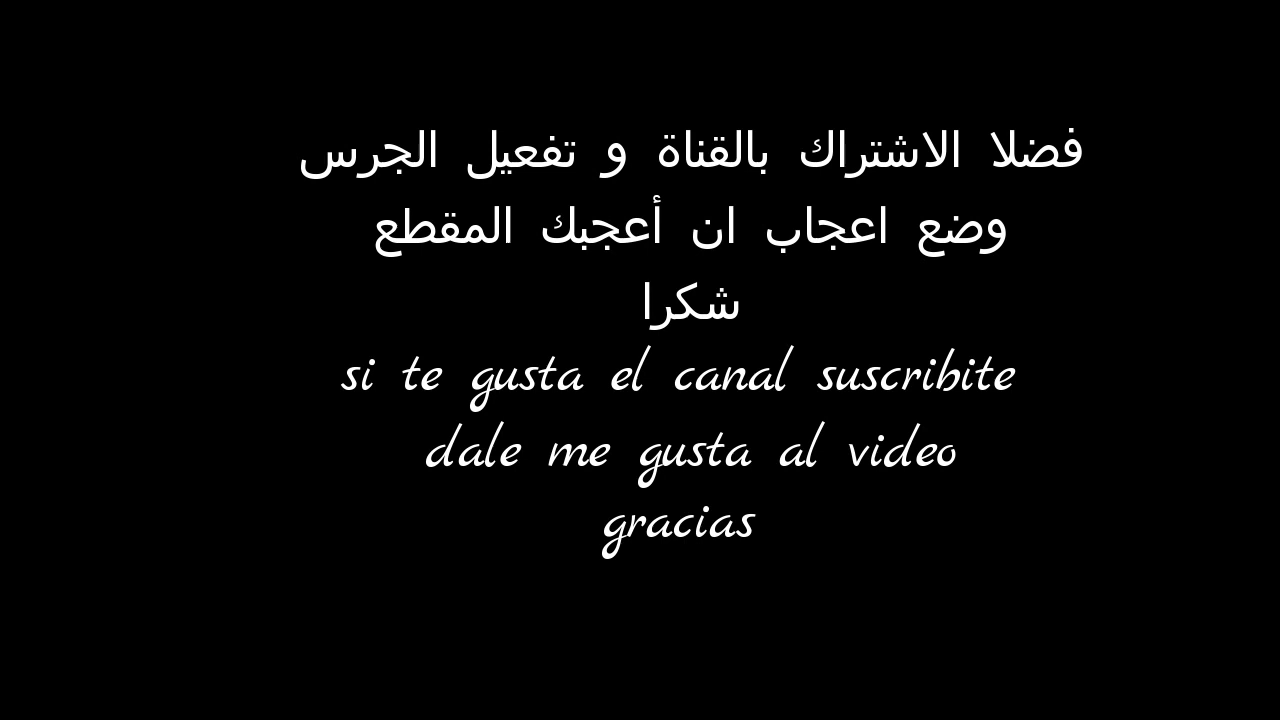 فضلا الاشتراك بالقناة و تفعيل الجرس
وضع اعجاب ان أعجبك المقطع
شكرا
si te gusta el canal suscribite
dale me gusta al video
gracias